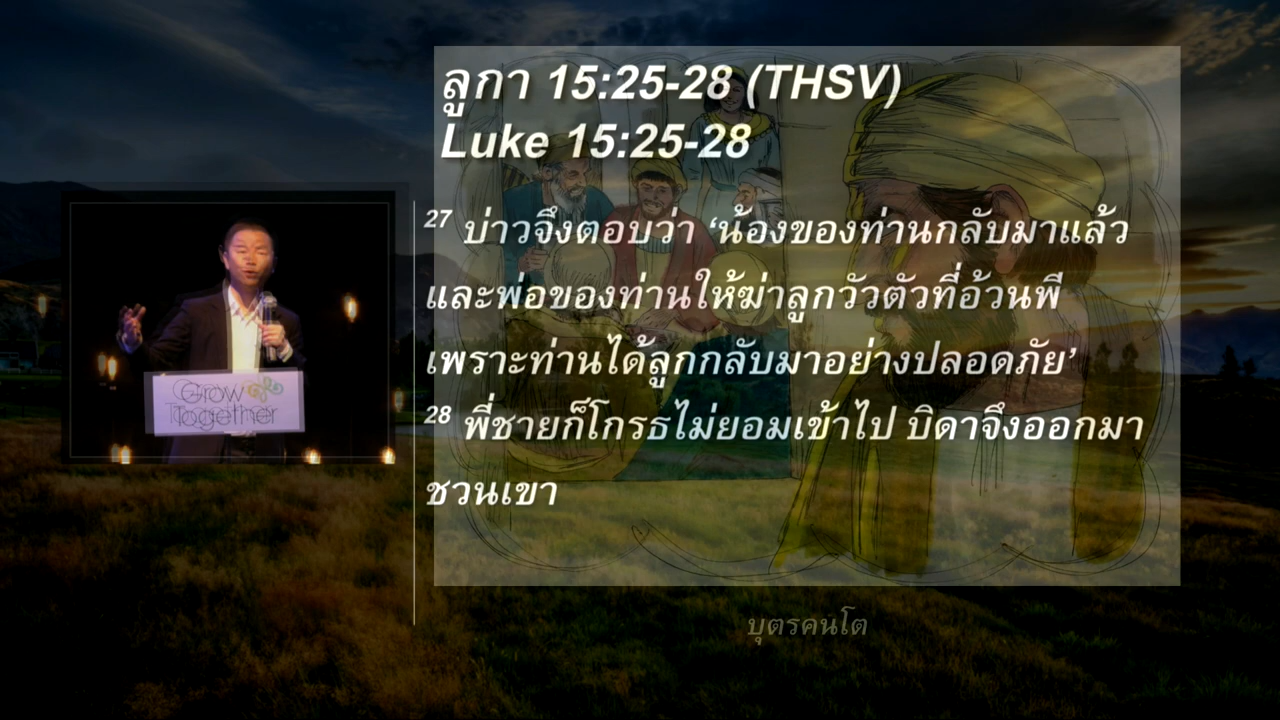 ลูกา 15:25-28 (THSV)
Luke 15:25-28
27 บ่าวจึงตอบว่า ‘น้องของท่านกลับมาแล้ว
และพ่อของท่านให้ฆ่าลูกวัวตัวที่อ้วนพี
เพราะท่านได้ลูกกลับมาอย่างปลอดภัย’
28 พี่ชายก็โกรธไม่ยอมเข้าไป บิดาจึงออกมา
ชวนเขา
Grow
Together
บุตรคนโต